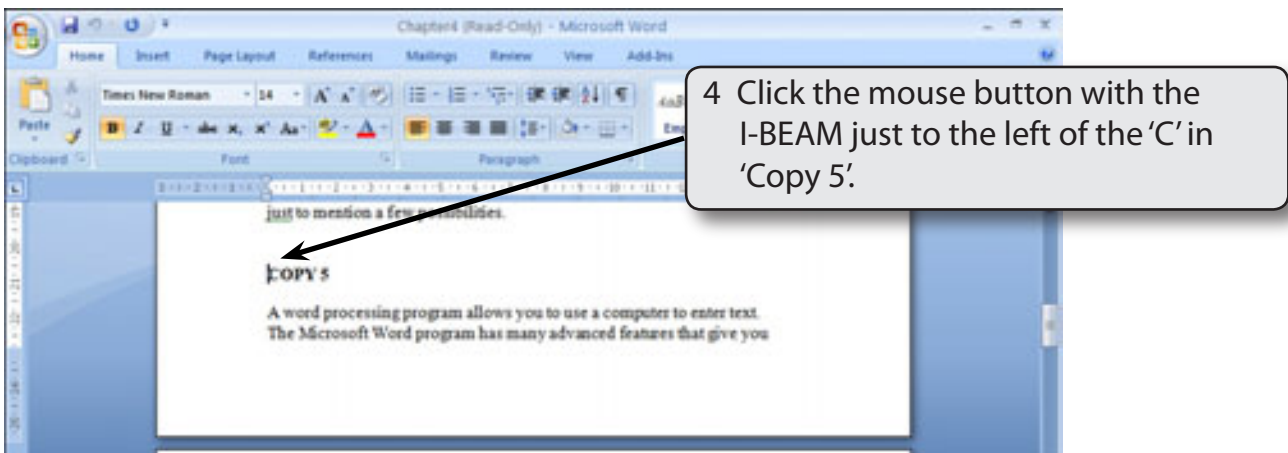 Chapter4 (Read-Only) - Microsoft Word
Home Insert Page Layout References Mailings Review View Add-Ins
Times New Roman 14
Paste
Clipboard Font Paragraph
4 Click the mouse button with the
I-BEAM just to the left of the ‘C’ in
‘Copy 5’.
just to mention a few possibilities.
COPY 5
A word processing program allows you to use a computer to enter text.
The Microsoft Word program has many advanced features that give you